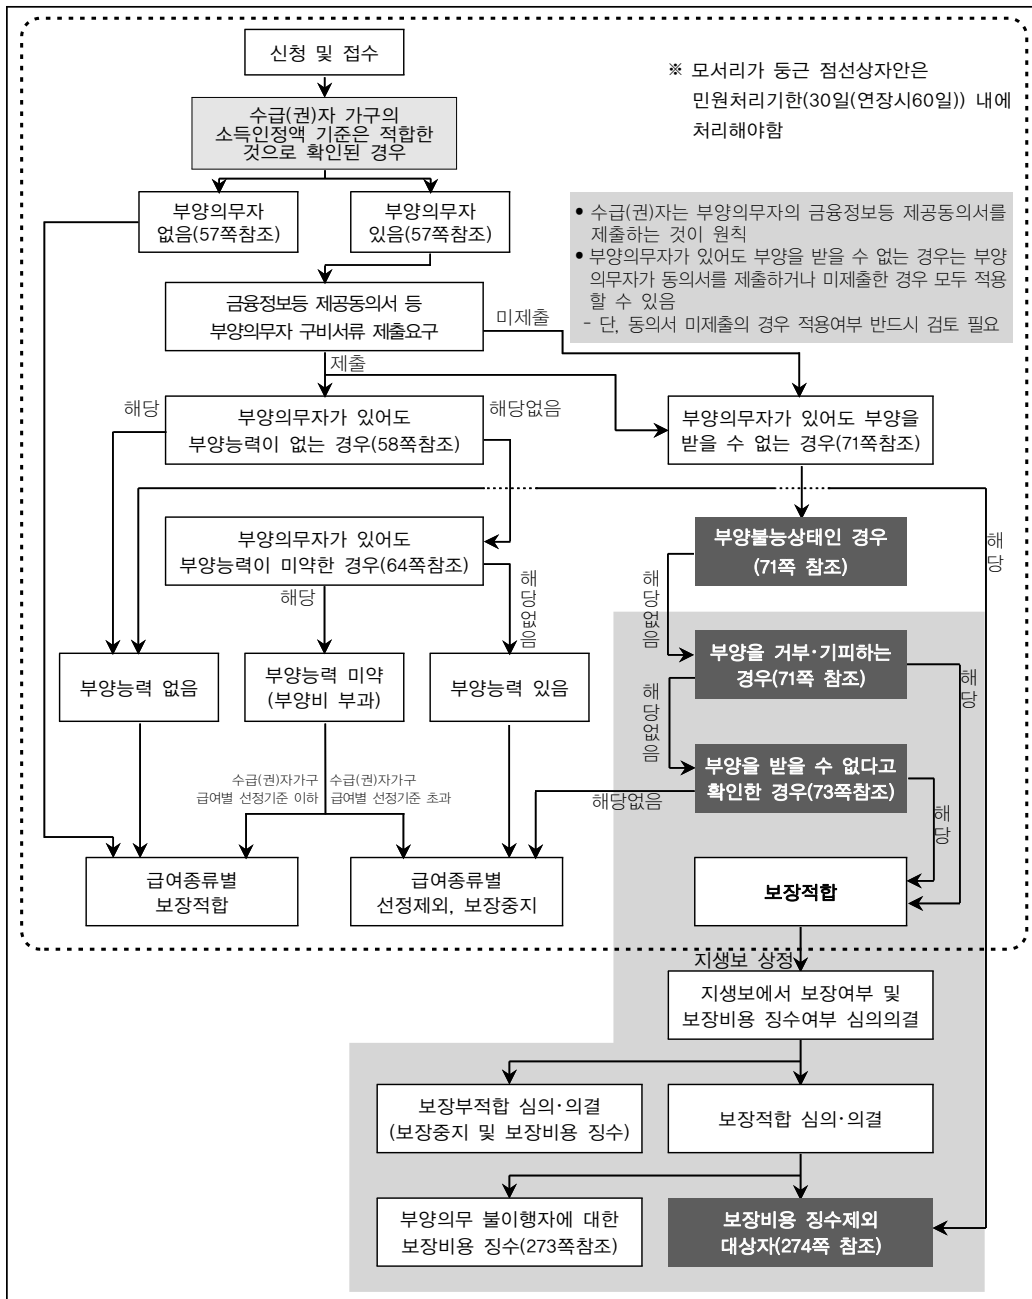 신청 및 접수
※ 모서리가 둥근 점선상자안은
민원처리기한(30일(연장시60일)) 내에
처리해야함
수급(권)자 가구의
소득인정액 기준은 적합한
것으로 확인된 경우
부양의무자
없음(57쪽참조)
부양의무자
있음(57쪽참조)
• 수급(권)자는 부양의무자의 금융정보등 제공동의서를
제출하는 것이 원칙
• 부양의무자가 있어도 부양을 받을 수 없는 경우는 부양
의무자가 동의서를 제출하거나 미제출한 경우 모두 적용
할 수 있음
- 단, 동의서 미제출의 경우 적용여부 반드시 검토 필요
금융정보등 제공동의서 등
부양의무자 구비서류 제출요구
미제출
제출
해당
부양의무자가 있어도
부양능력이 없는 경우(58쪽참조)
해당없음
부양의무자가 있어도 부양을
받을 수 없는 경우(71쪽참조)
부양의무자가 있어도
부양능력이 미약한 경우(64쪽참조)
해당
해당없음
부양불능상태인 경우
(71쪽 참조)
해당
해당없음
부양을 거부·기피하는
경우(71쪽 참조)
해당
해당없음
부양능력 없음
부양능력 미약
(부양비 부과)
부양능력 있음
부양을 받을 수 없다고
확인한 경우(73쪽참조)
해당없음
해당
수급(권)자가구
급여별 선정기준 이하
수급(권)자가구
급여별 선정기준 초과
급여종류별
보장적합
급여종류별
선정제외, 보장중지
보장적합
지생보 상정
지생보에서 보장여부 및
보장비용 징수여부 심의의결
보장부적합 심의·의결
(보장중지 및 보장비용 징수)
보장적합 심의·의결
부양의무 불이행자에 대한
보장비용 징수(273쪽참조)
보장비용 징수제외
대상자(274쪽 참조)